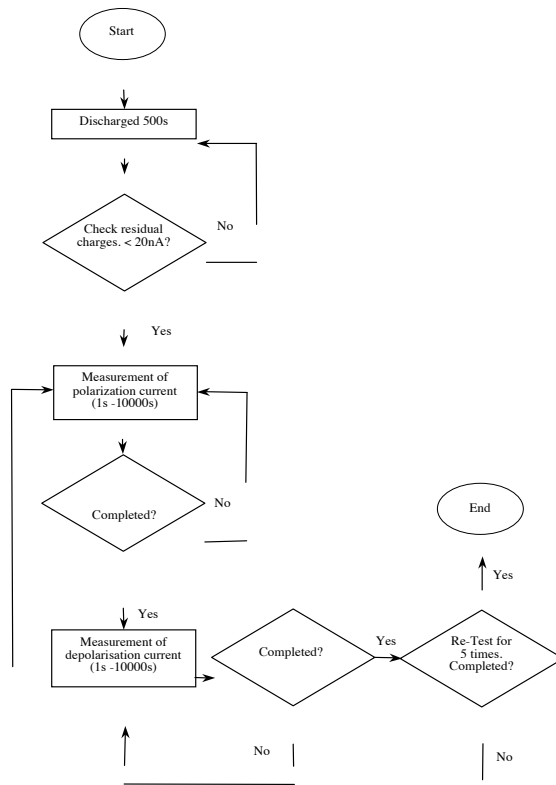 Start
Discharged 500s
Check residual
charges. < 20nA?
No
Yes
Measurement of
polarization current
(1s -10000s)
Completed?
No
Yes
Measurement of
depolarisation current
(1s -10000s)
Completed?
Yes
No
Re-Test for
5 times.
Completed?
No
Yes
End